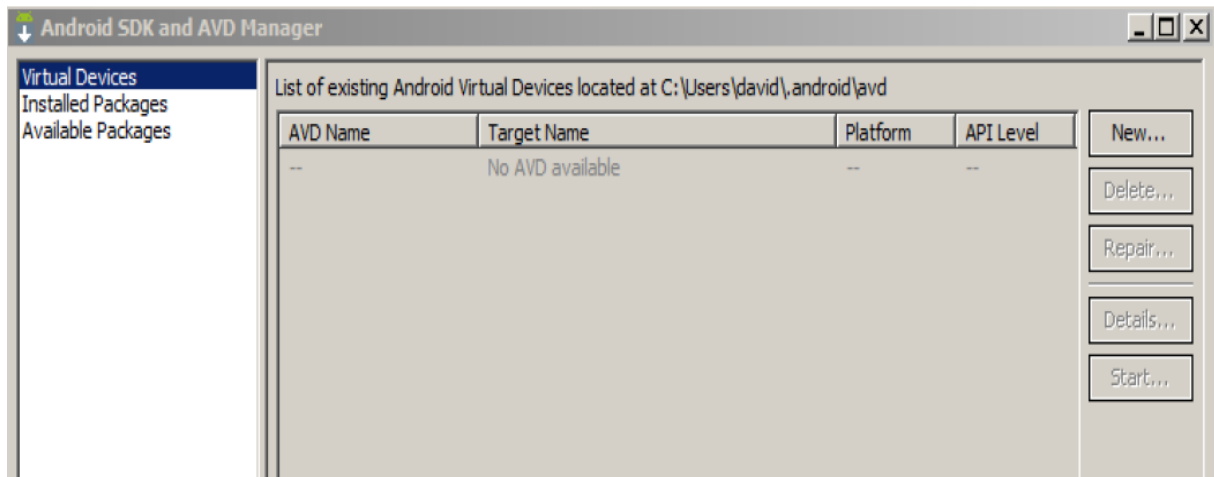 Android SDK and AVD Manager
Virtual Devices
Installed Packages
Available Packages
List of existing Android Virtual Devices located at C:\Users\david\.android\avd
AVD Name Target Name Platform API Level
-- No AVD available -- --
New...
Delete...
Repair...
Details...
Start...